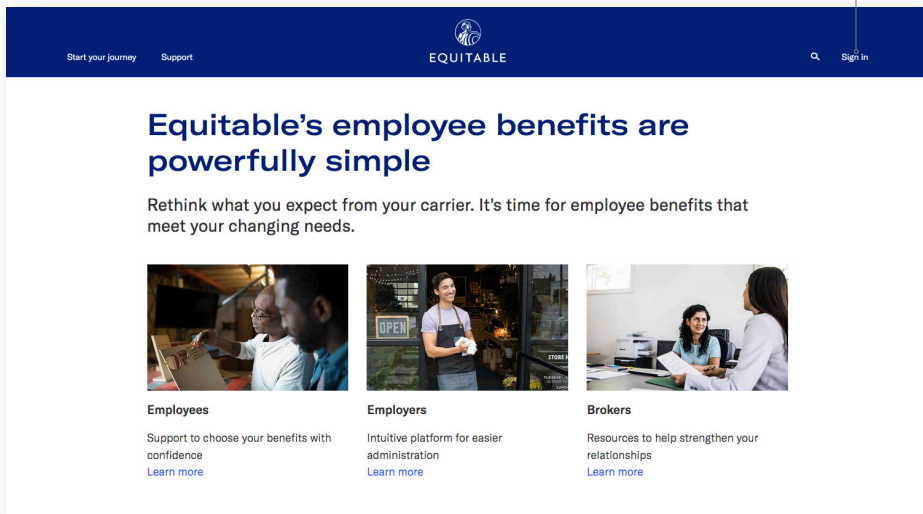 Start your journey
Support
EQUITABLE
Sign in
Equitable's employee benefits are
powerfully simple
Rethink what you expect from your carrier. It's time for employee benefits that
meet your changing needs.
OPEN
Employees
Employers
Brokers
Support to choose your benefits with
confidence
Learn more
Intuitive platform for easier
administration
Learn more
Resources to help strengthen your
relationships
Learn more